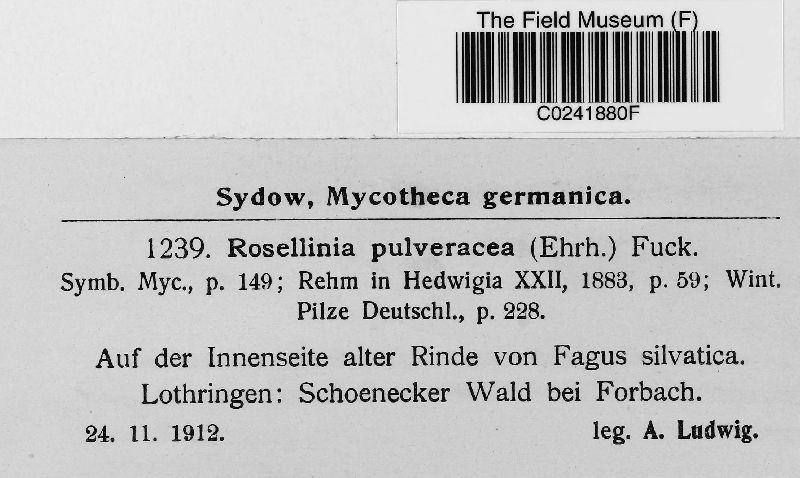 The Field Museum (F)
C0241880F
Sydow, Mycotheca germanica.
1239. Rosellinia pulveracea (Ehrh.) Fuck.
Symb. Myc., p. 149; Rehm in Hedwigia XXII, 1883, p. 59; Wint.
Pilze Deutschl., p. 228.
Auf der Innenseite alter Rinde von Fagus silvatica.
Lothringen: Schoenecker Wald bei Forbach.
24. 11. 1912. leg. A. Ludwig.